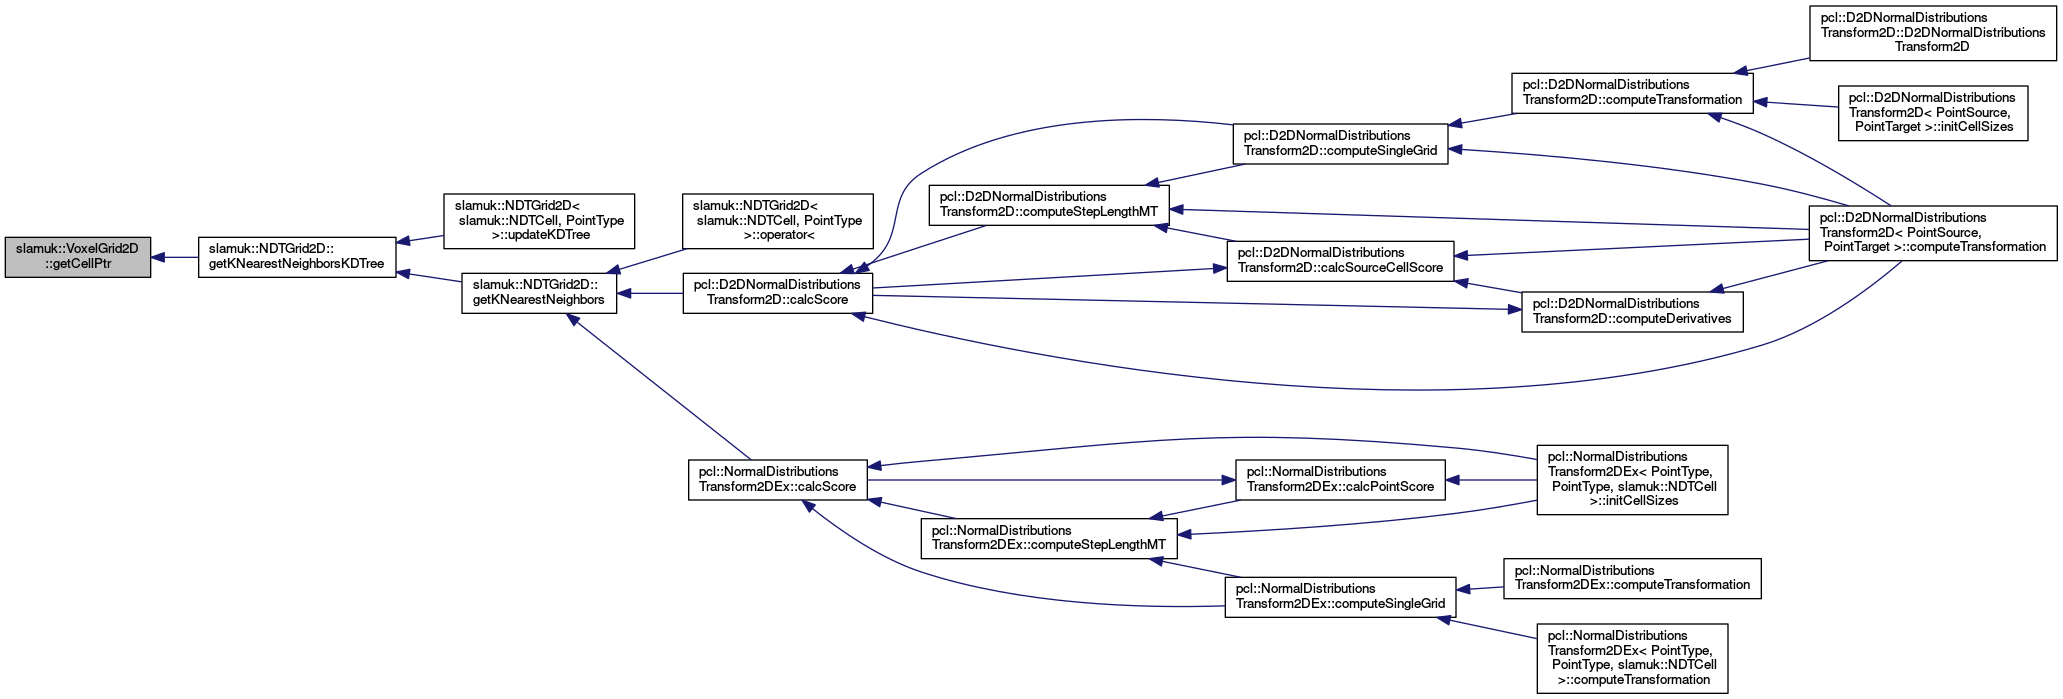 slamuk::VoxelGrid2D
::getCellPtr
slamuk::NDTGrid2D::
getKNearestNeighborsKDTree
slamuk::NDTGrid2D<
slamuk::NDTCell, PointType
>::updateKDTree
slamuk::NDTGrid2D::
getKNearestNeighbors
slamuk::NDTGrid2D<
slamuk::NDTCell, PointType
>::operator<
pcl::D2DNormalDistributions
Transform2D::calcScore
pcl::D2DNormalDistributions
Transform2D::computeStepLengthMT
pcl::D2DNormalDistributions
Transform2D::computeSingleGrid
pcl::D2DNormalDistributions
Transform2D::calcSourceCellScore
pcl::D2DNormalDistributions
Transform2D::computeTransformation
pcl::D2DNormalDistributions
Transform2D::computeDerivatives
pcl::D2DNormalDistributions
Transform2D::D2DNormalDistributions
Transform2D
pcl::D2DNormalDistributions
Transform2D< PointSource,
PointTarget >::initCellSizes
pcl::D2DNormalDistributions
Transform2D< PointSource,
PointTarget >::computeTransformation
pcl::NormalDistributions
Transform2DEx::calcScore
pcl::NormalDistributions
Transform2DEx::computeStepLengthMT
pcl::NormalDistributions
Transform2DEx::calcPointScore
pcl::NormalDistributions
Transform2DEx::computeSingleGrid
pcl::NormalDistributions
Transform2DEx< PointType,
PointType, slamuk::NDTCell
>::initCellSizes
pcl::NormalDistributions
Transform2DEx::computeTransformation
pcl::NormalDistributions
Transform2DEx< PointType,
PointType, slamuk::NDTCell
>::computeTransformation